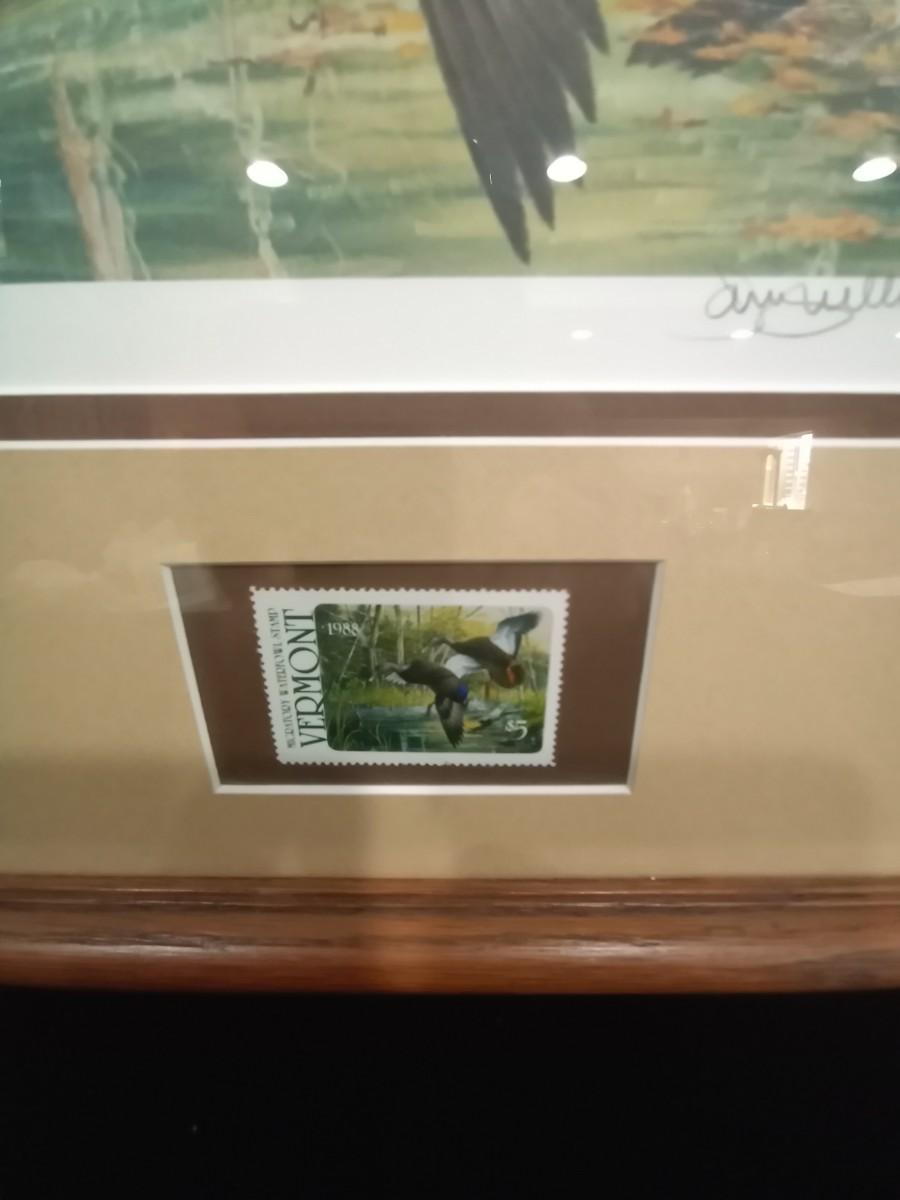 MIGRATORY WATERFOWL STAMP
VERMONT
1988
$5